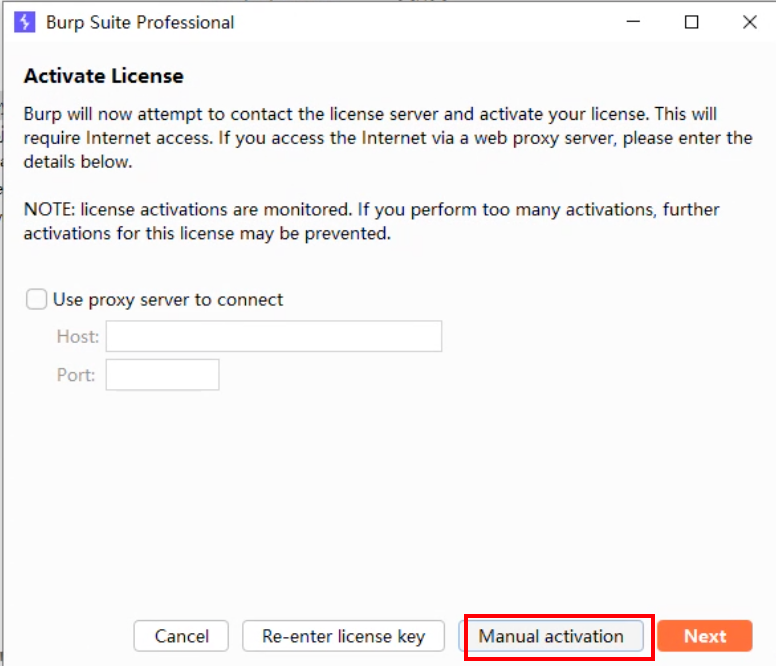 Burp Suite Professional
Activate License
Burp will now attempt to contact the license server and activate your license. This will
require Internet access. If you access the Internet via a web proxy server, please enter the
details below.
NOTE: license activations are monitored. If you perform too many activations, further
activations for this license may be prevented.
Use proxy server to connect
Host:
Port:
Cancel Re-enter license key Manual activation Next